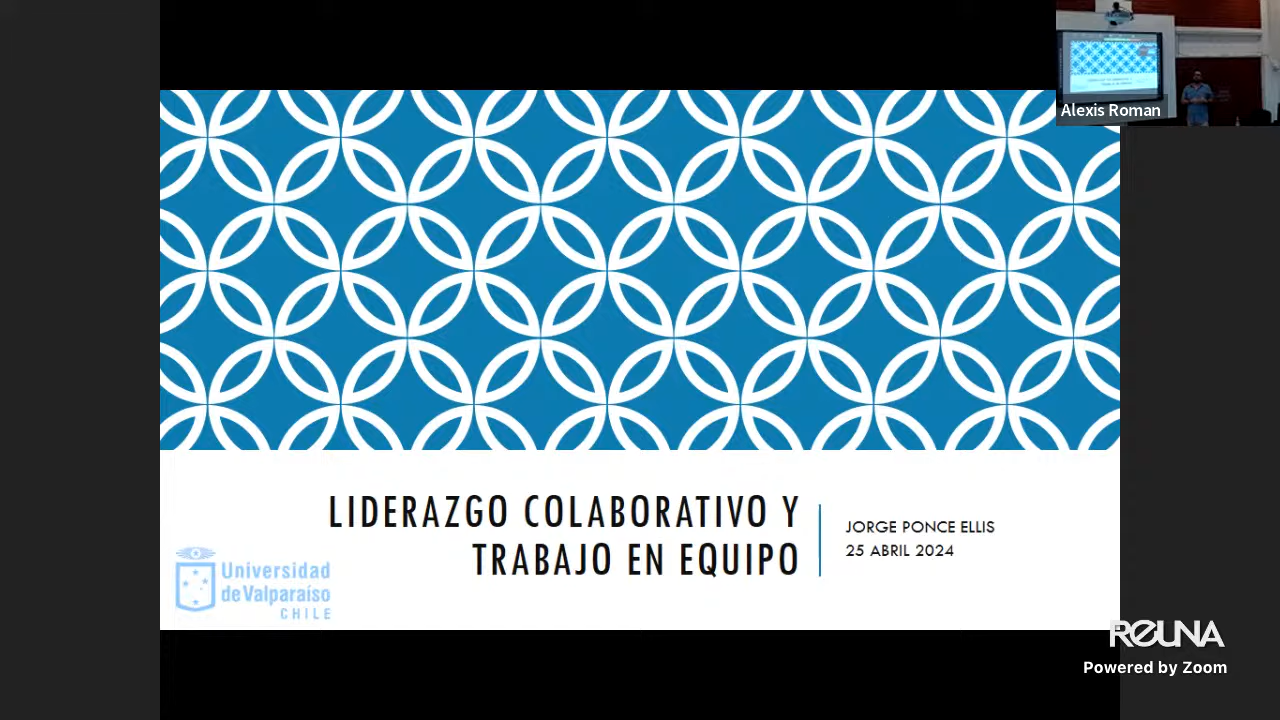 Alexis Roman
LIDERAZGO COLABORATIVO Y
TRABAJO EN EQUIPO
JORGE PONCE ELLIS
25 ABRIL 2024
Universidad
de Valparaíso
CHILE
REUNA
Powered by Zoom